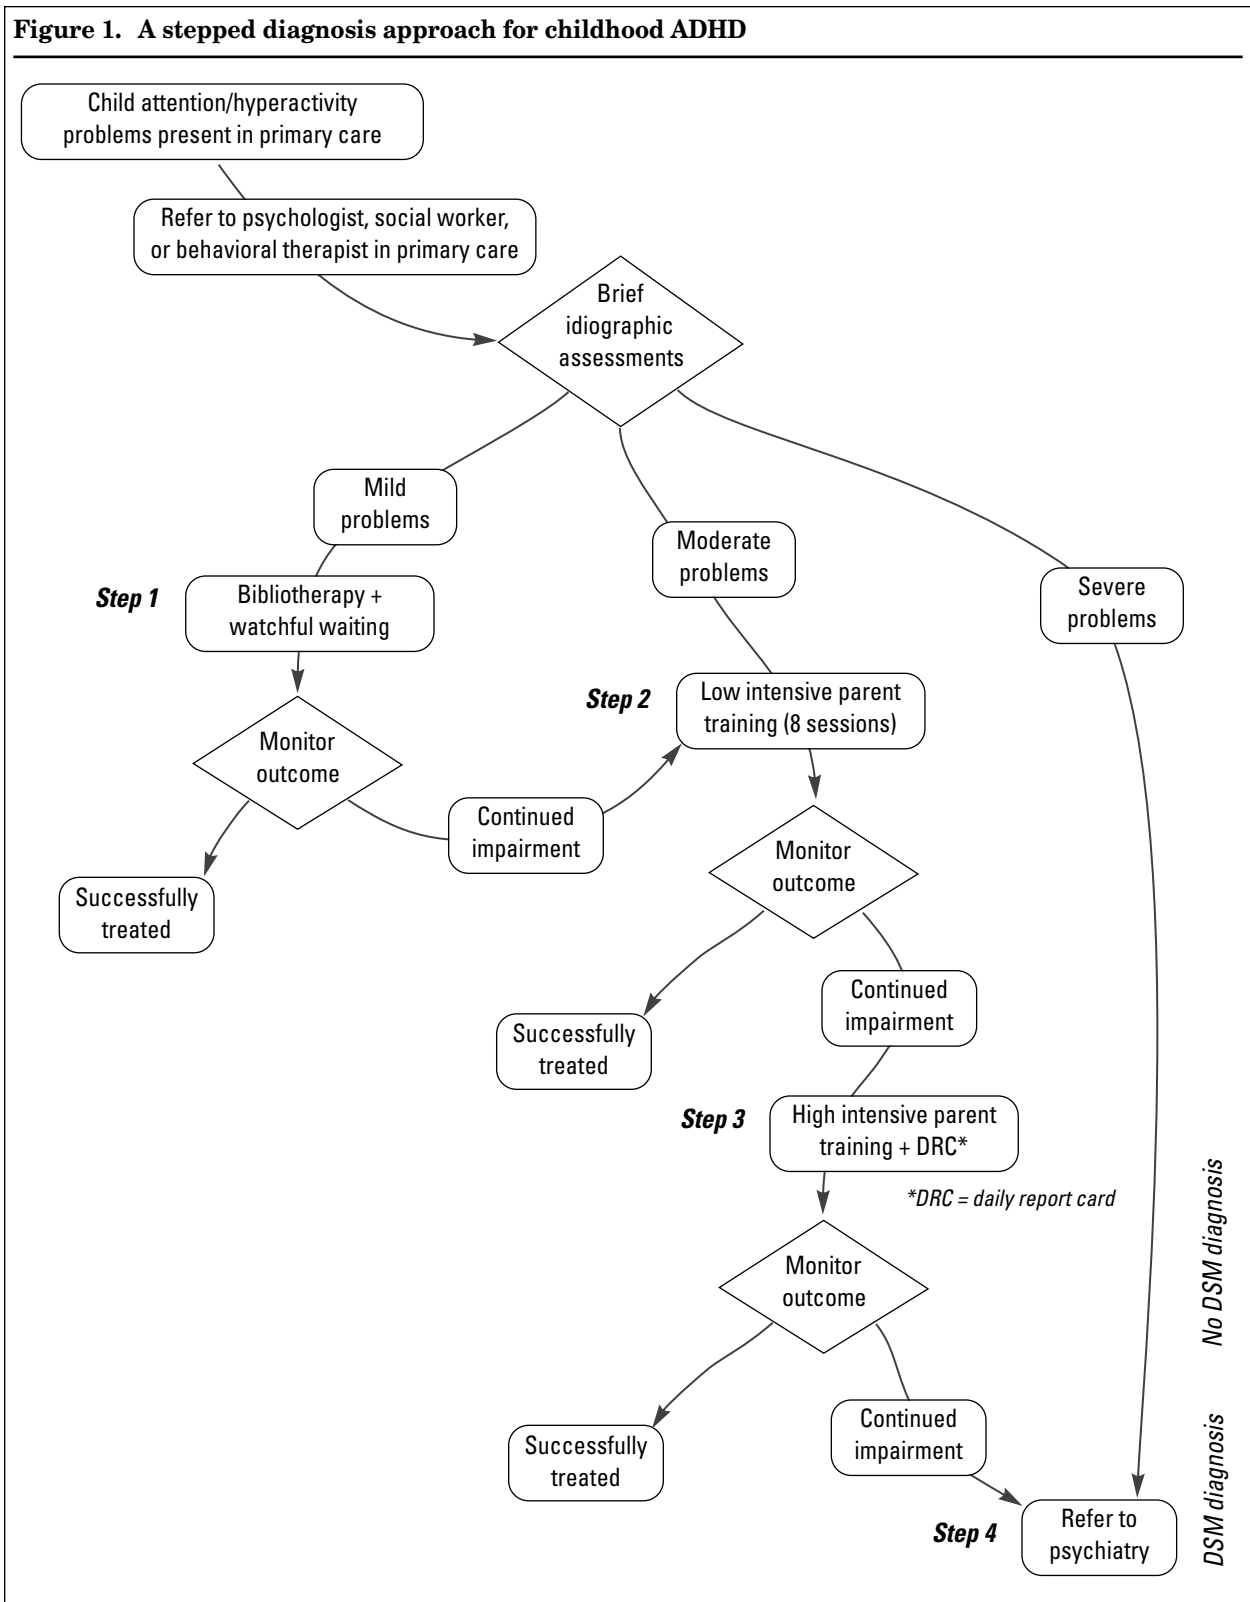 Figure 1. A stepped diagnosis approach for childhood ADHD
Child attention/hyperactivity
problems present in primary care
Refer to psychologist, social worker,
or behavioral therapist in primary care
Brief
idiographic
assessments
Mild
problems
Moderate
problems
Severe
problems
Step 1
Bibliotherapy +
watchful waiting
Step 2
Low intensive parent
training (8 sessions)
Monitor
outcome
Continued
impairment
Successfully
treated
Monitor
outcome
Successfully
treated
Continued
impairment
Step 3
High intensive parent
training + DRC*
*DRC = daily report card
Monitor
outcome
Successfully
treated
Continued
impairment
Step 4
Refer to
psychiatry
No DSM diagnosis
DSM diagnosis